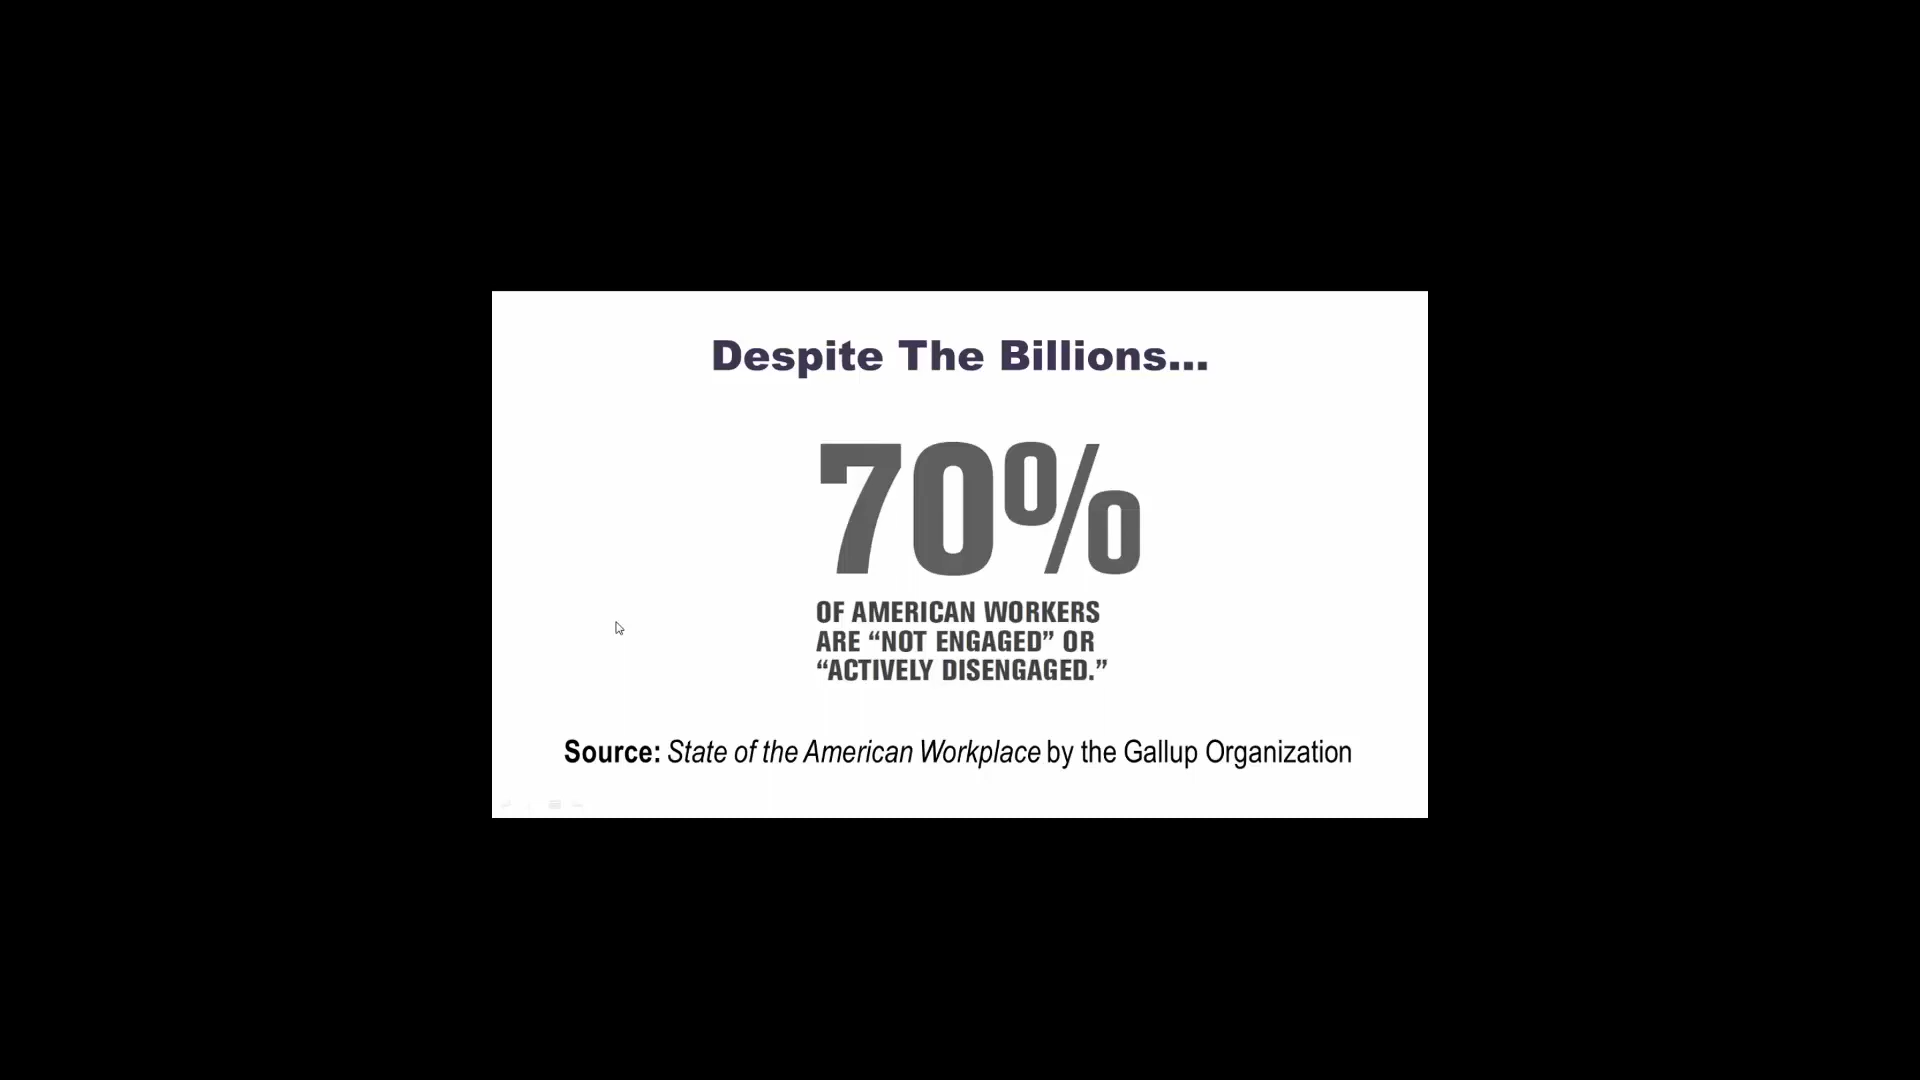 Despite The Billions...
70%
OF AMERICAN WORKERS
ARE “NOT ENGAGED” OR
“ACTIVELY DISENGAGED.”
Source: State of the American Workplace by the Gallup Organization